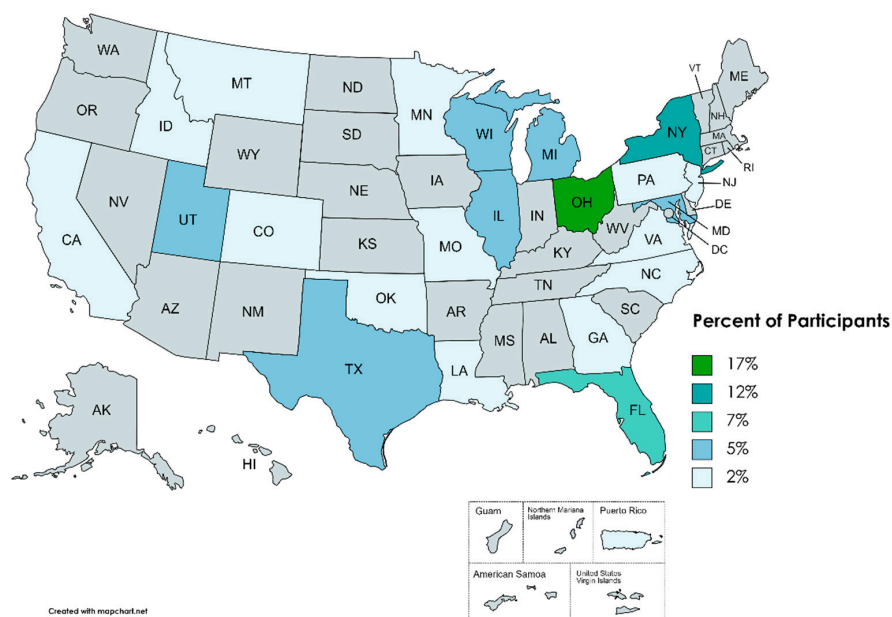 WA
OR
CA
NV
ID
MT
WY
UT
CO
AZ
NM
ND
SD
NE
KS
OK
TX
MN
IA
MO
AR
LA
WI
IL
MI
IN
OH
KY
TN
MS
AL
GA
FL
SC
NC
VA
WV
PA
NY
VT
NH
ME
MA
CT
RI
NJ
DE
MD
DC
AK
HI
Percent of Participants
17%
12%
7%
5%
2%
Guam
Northern Mariana
Islands
Puerto Rico
American Samoa
United States
Virgin Islands
Created with mapchart.net